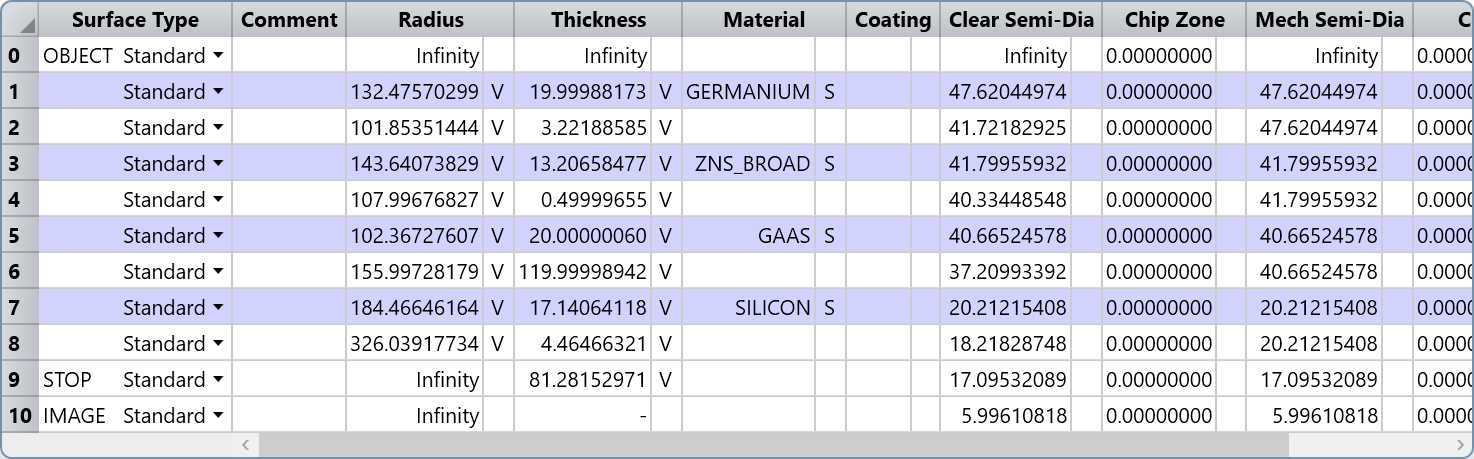 Surface Type Comment Radius Thickness Material Coating Clear Semi-Dia Chip Zone Mech Semi-Dia C
0 OBJECT Standard Infinity Infinity Infinity 0.00000000 Infinity 0.0000
1 Standard 132.47570299 V 19.99988173 V GERMANIUM S 47.62044974 0.00000000 47.62044974 0.0000
2 Standard 101.85351444 V 3.22188585 V 41.72182925 0.00000000 47.62044974 0.0000
3 Standard 143.64073829 V 13.20658477 V ZNS_BROAD S 41.79955932 0.00000000 41.79955932 0.0000
4 Standard 107.99676827 V 0.49999655 V 40.33448548 0.00000000 41.79955932 0.0000
5 Standard 102.36727607 V 20.00000060 V GAAS S 40.66524578 0.00000000 40.66524578 0.0000
6 Standard 155.99728179 V 119.99998942 V 37.20993392 0.00000000 40.66524578 0.0000
7 Standard 184.46646164 V 17.14064118 V SILICON S 20.21215408 0.00000000 20.21215408 0.0000
8 Standard 326.03917734 V 4.46466321 V 18.21828748 0.00000000 20.21215408 0.0000
9 STOP Standard Infinity 81.28152971 V 17.09532089 0.00000000 17.09532089 0.0000
10 IMAGE Standard Infinity - 5.99610818 0.00000000 5.99610818 0.0000